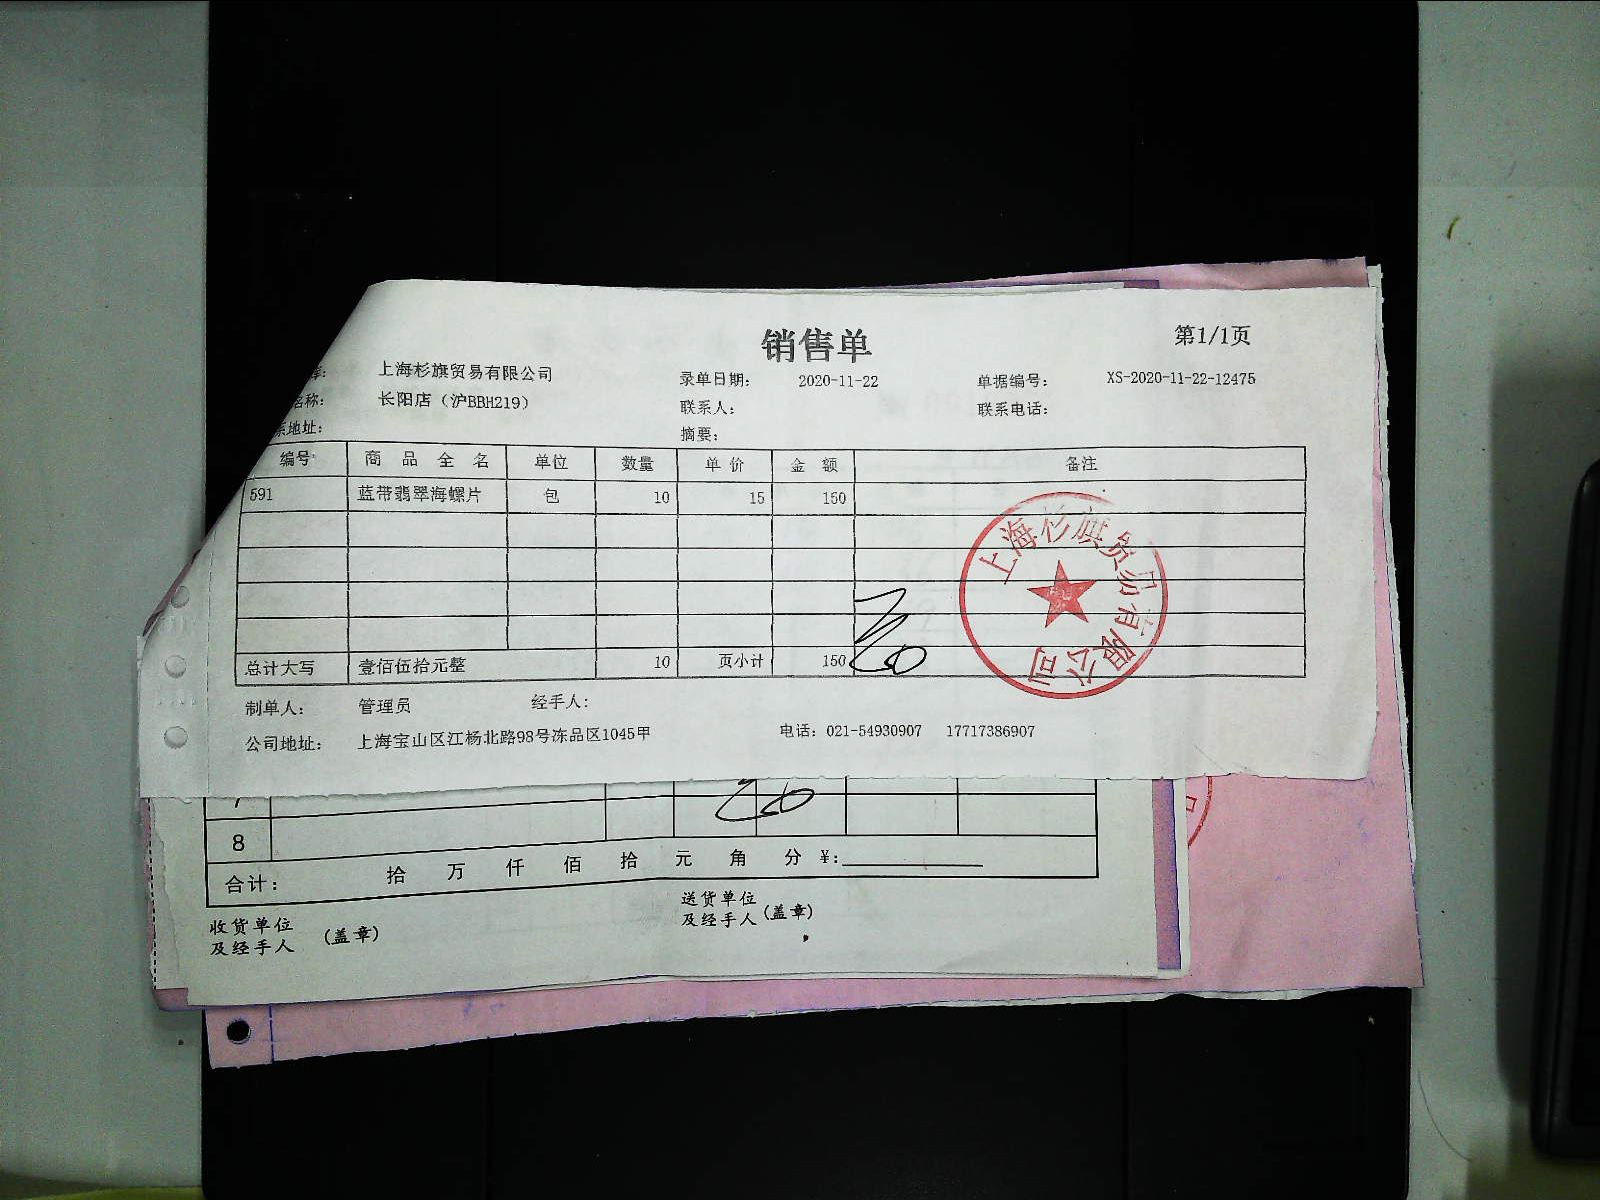 销售单
第1/1页
库: 上海杉旗贸易有限公司 录单日期: 2020-11-22 单据编号: XS-2020-11-22-12475
名称: 长阳店（沪BBH219） 联系人: 联系电话:
系地址: 摘要:
编号 商品全名 单位 数量 单价 金额 备注
591 蓝带翡翠海螺片 包 10 15 150
总计大写 壹佰伍拾元整 10 页小计 150
上海杉旗贸易有限公司
制单人: 管理员 经手人:
公司地址: 上海宝山区江杨北路98号冻品区1045甲 电话: 021-54930907 17717386907
7
8
合计: 拾 万 仟 佰 拾 元 角 分 ¥:
收货单位及经手人 (盖章)
送货单位及经手人 (盖章)